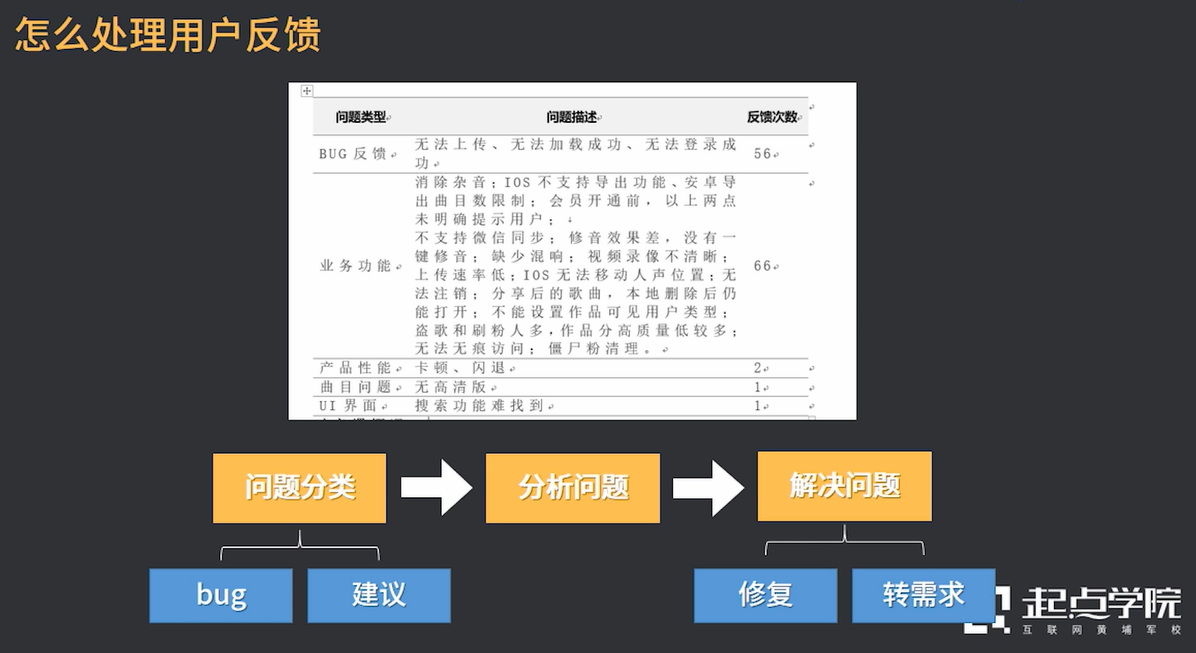 怎么处理用户反馈
问题类型 问题描述 反馈次数
无法上传、无法加载成功、无法登录成
BUG反馈 56
功
消除杂音；IOS不支持导出功能、安卓导
出曲目数限制；会员开通前，以上两点
未明确提示用户；
不支持微信同步；修音效果差，没有一
键修音；缺少混响；视频录像不清晰；
业务功能 66
上传速率低；IOS无法移动人声位置；无
法注销；分享后的歌曲，本地删除后仍
能打开；不能设置作品可见用户类型；
盗歌和刷粉人多，作品分高质量低较多；
无法无痕访问；僵尸粉清理。
产品性能 卡顿、闪退 2
曲目问题 无高清版 1
UI界面 搜索功能难找到 1
问题分类 分析问题 解决问题
bug 建议 修复 转需求
起点学院
互联网黄埔军校